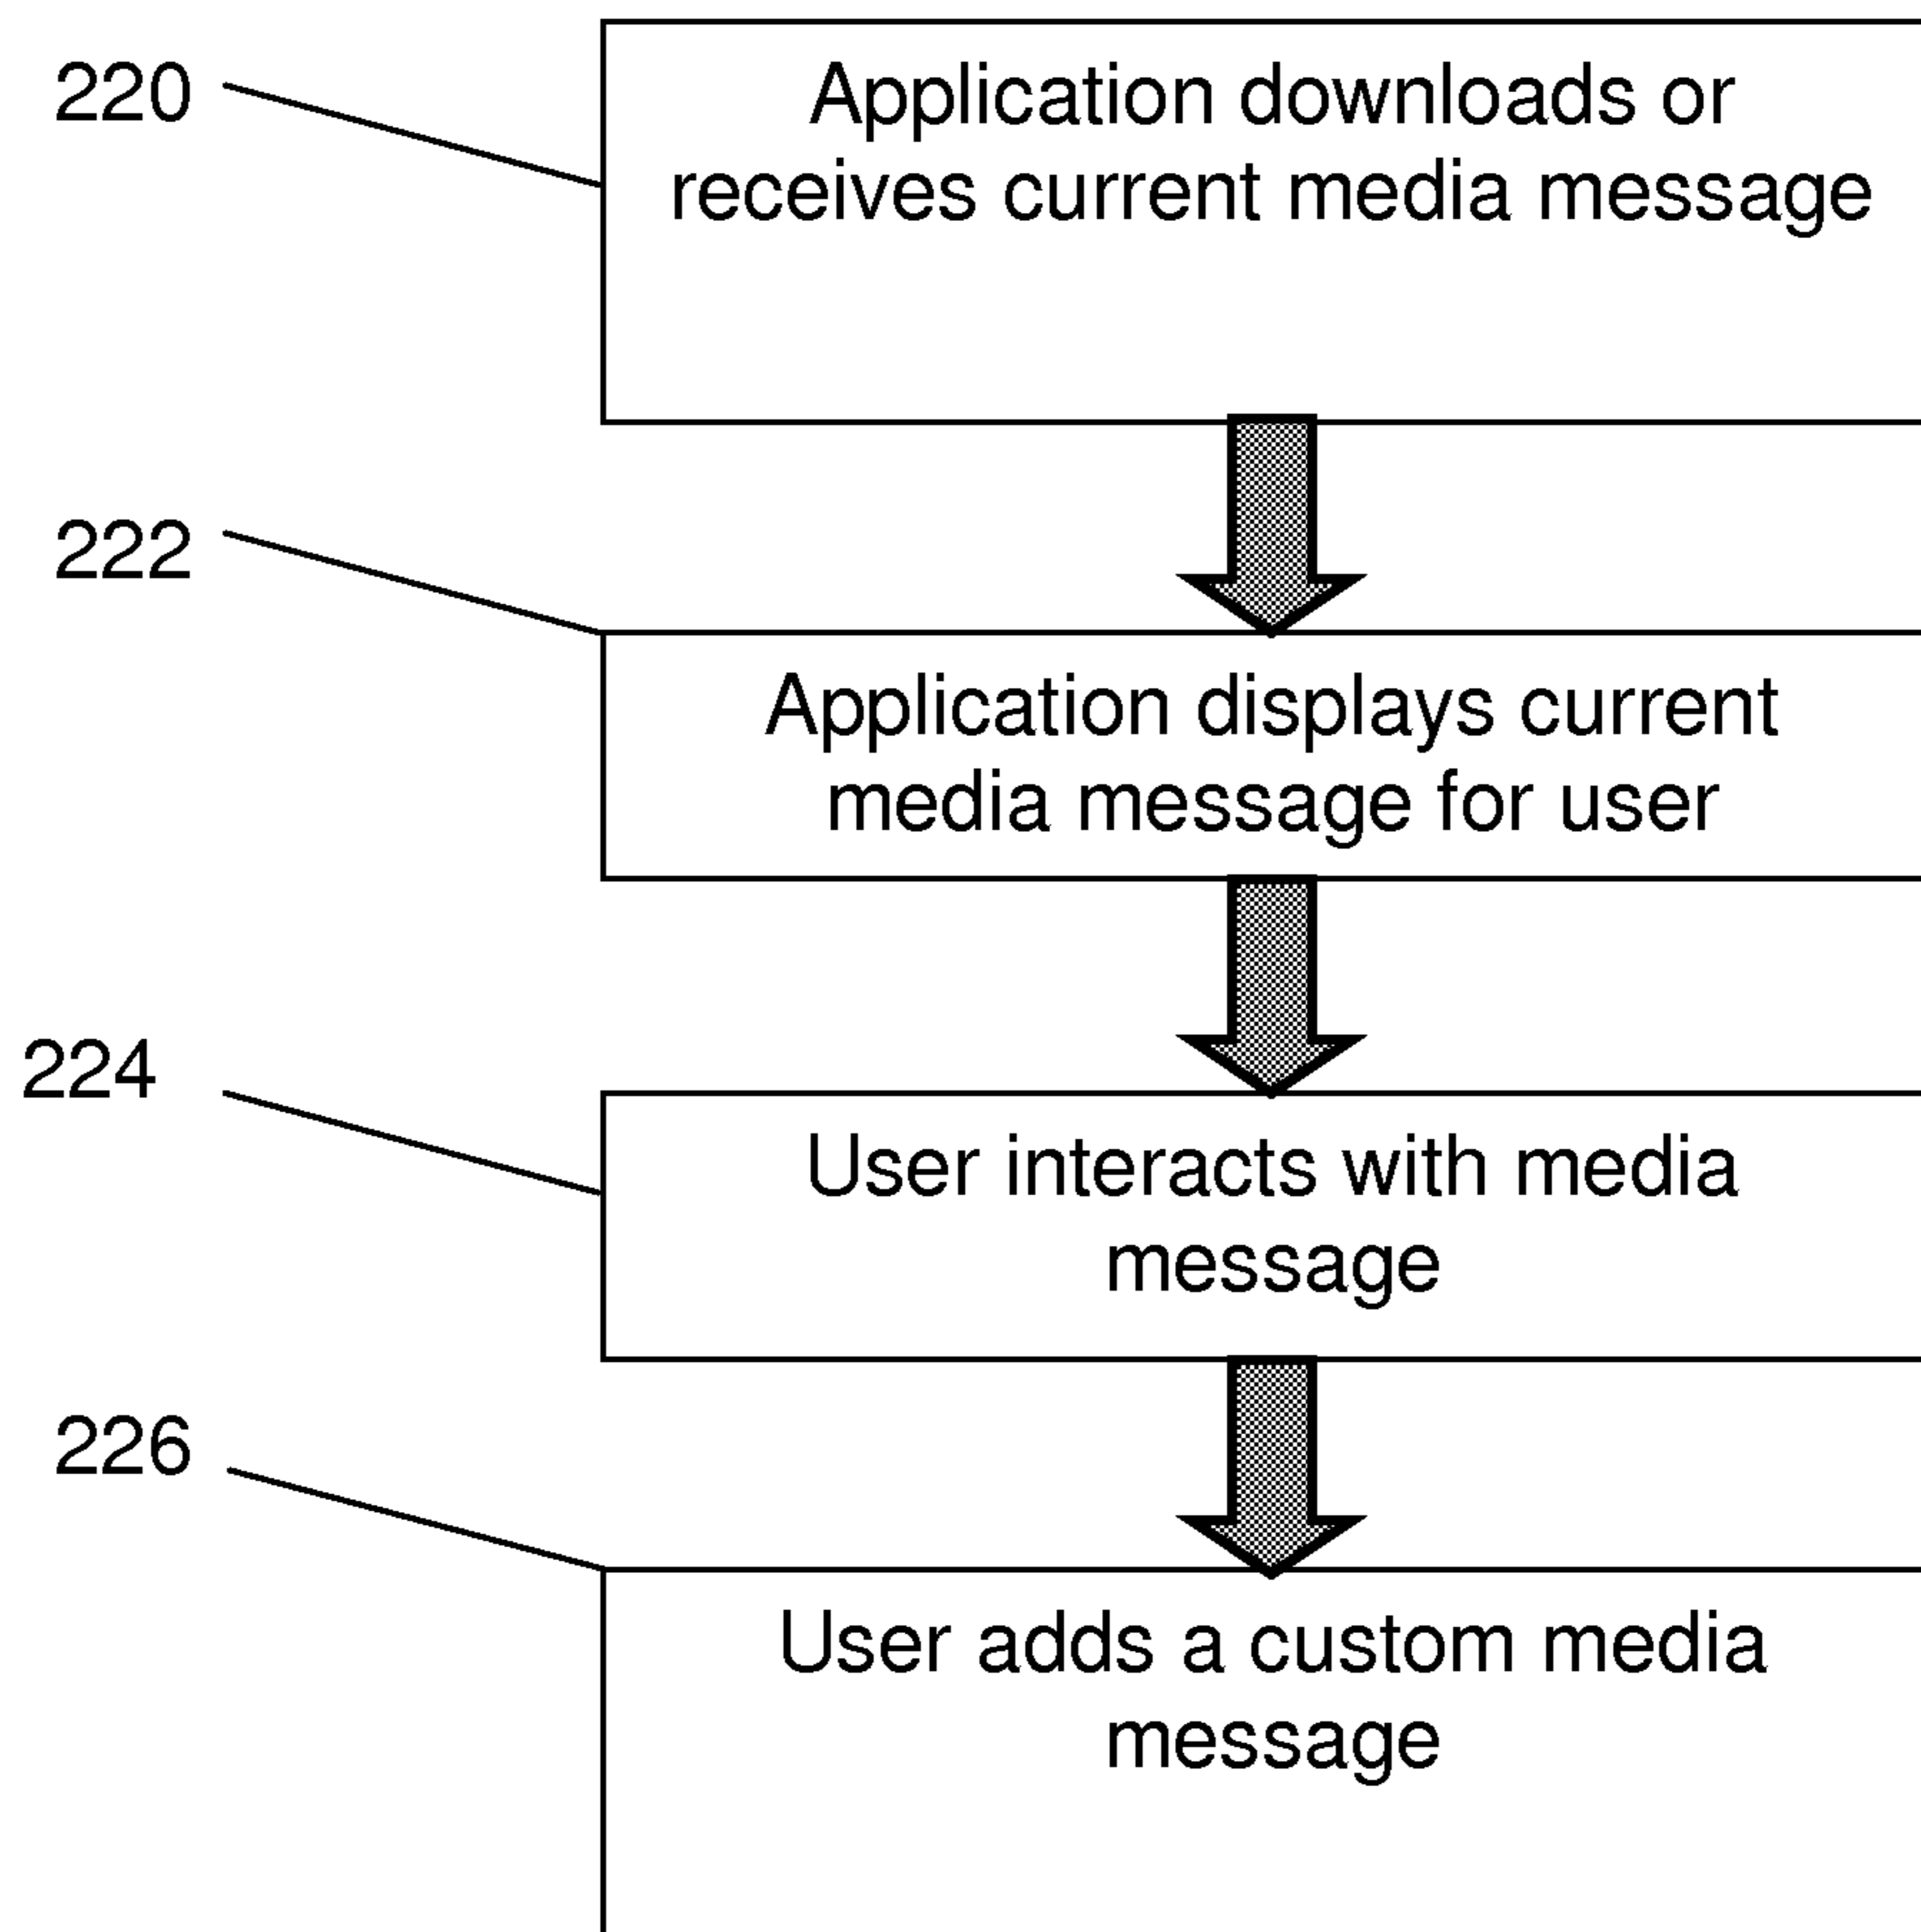 220
Application downloads or
receives current media message
222
Application displays current
media message for user
224
User interacts with media
message
226
User adds a custom media
message